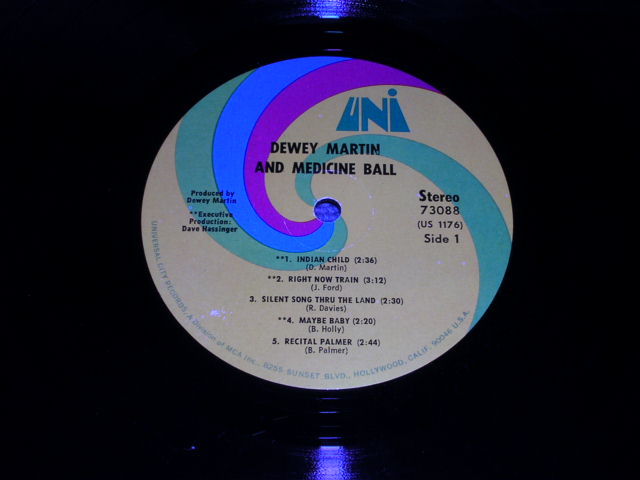 UNI
DEWEY MARTIN
AND MEDICINE BALL
Produced by
Dewey Martin
**Executive
Production:
Dave Hassinger
Stereo
73088
(US 1176)
Side 1
**1. INDIAN CHILD (2:36)
(D. Martin)
**2. RIGHT NOW TRAIN (3:12)
(J. Ford)
3. SILENT SONG THRU THE LAND (2:30)
(R. Davies)
**4. MAYBE BABY (2:20)
(B. Holly)
5. RECITAL PALMER (2:44)
(B. Palmer)
UNIVERSAL CITY RECORDS, A Division of MCA Inc., 8255 SUNSET BLVD., HOLLYWOOD, CALIF. 90046 U.S.A.